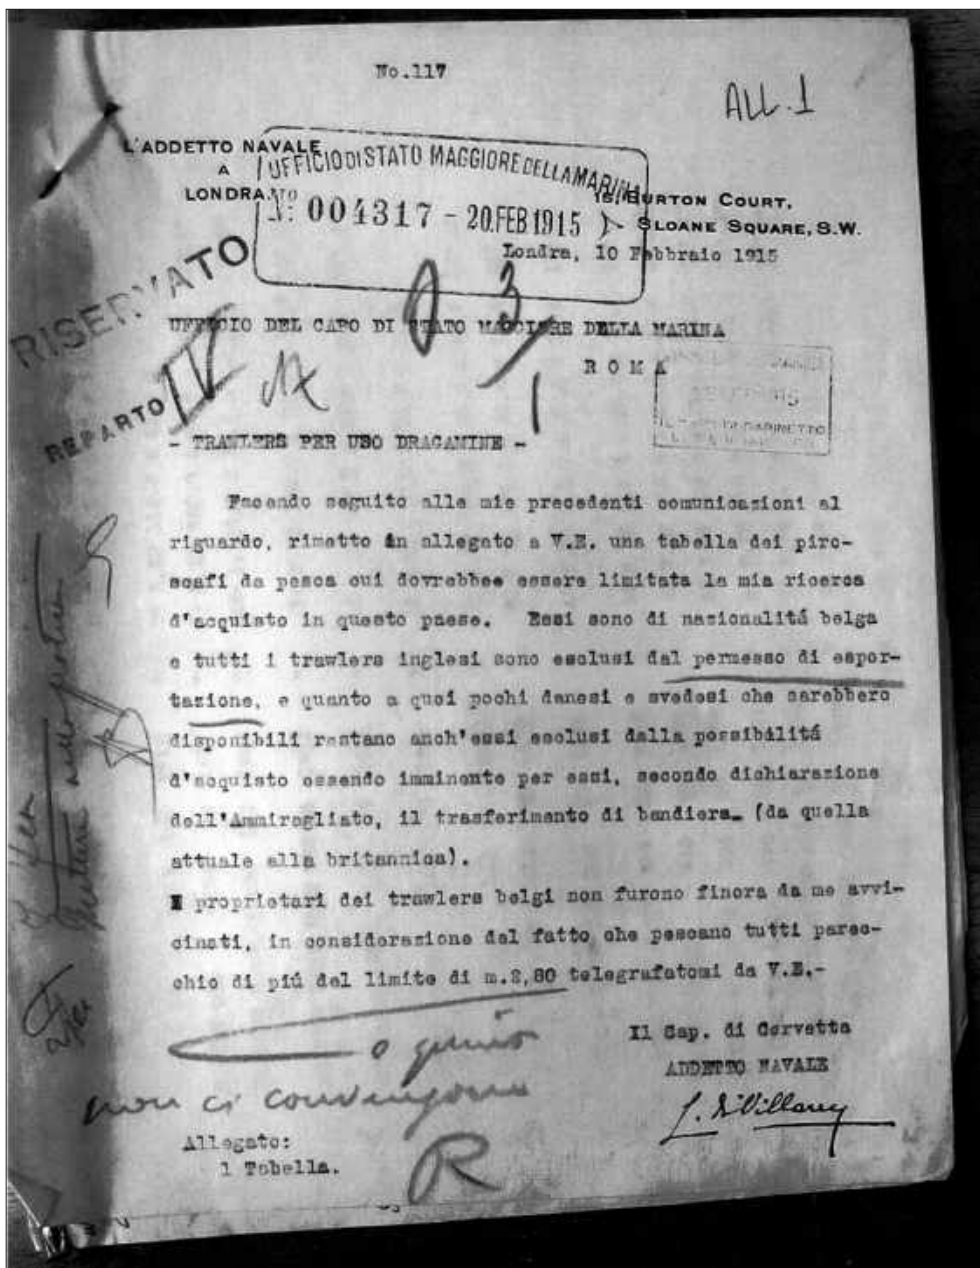 No.117
ALL.1
L'ADDETTO NAVALE
A
LONDRA.
UFFICIO DI STATO MAGGIORE DELLA MARINA
No. 004317 - 20.FEB 1915
15, BURTON COURT,
SLOANE SQUARE, S.W.
Londra, 10 Febbraio 1915
RISERVATO
UFFICIO DEL CAPO DI STATO MAGGIORE DELLA MARINA
R O M A
REPARTO IV
- TRAWLERS PER USO DRAGAMINE -
Facendo seguito alle mie precedenti comunicazioni al
riguardo, rimetto in allegato a V.E. una tabella dei piro-
scafi da pesca cui dovrebbee essere limitata la mia ricerca
d'acquisto in questo paese. Essi sono di nazionalitá belga
e tutti i trawlers inglesi sono esclusi dal permesso di espor-
tazione, e quanto a quei pochi danesi e svedesi che sarebbero
disponibili restano anch'essi esclusi dalla possibilitá
d'acquisto essendo imminente per essi, secondo dichiarazione
dell'Ammiragliato, il trasferimento di bandiera. (da quella
attuale alla britannica).
I proprietari dei trawlers belgi non furono finora da me avvi-
cinati, in considerazione del fatto che pescano tutti parec-
chio di piú del limite di m.2,80 telegrafatomi da V.E.-
non ci convengono
Il Cap. di Corvetta
ADDETTO NAVALE
Allegato:
1 Tabella.
R